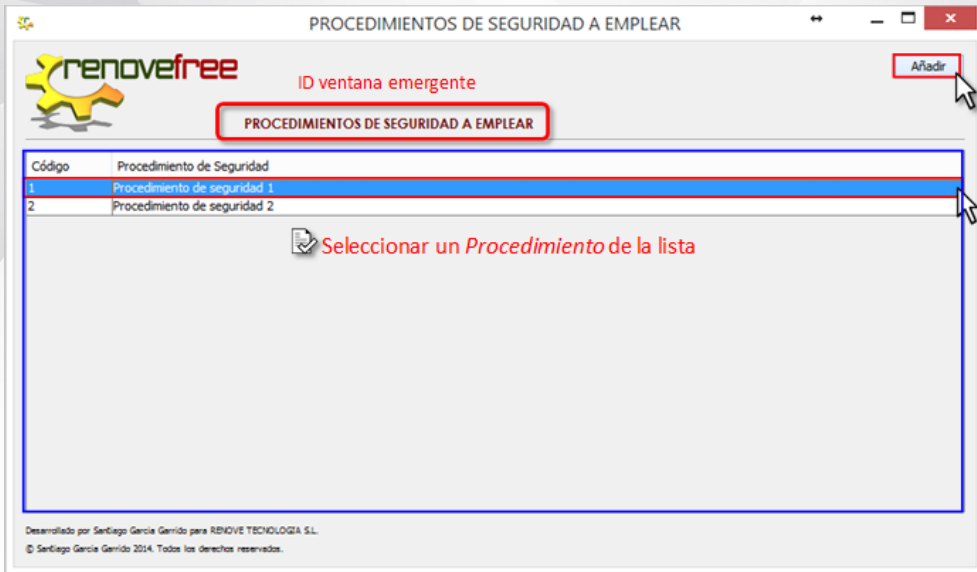 PROCEDIMIENTOS DE SEGURIDAD A EMPLEAR
renovefree
Añadir
ID ventana emergente
PROCEDIMIENTOS DE SEGURIDAD A EMPLEAR
Código Procedimiento de Seguridad
1 Procedimiento de seguridad 1
2 Procedimiento de seguridad 2
Seleccionar un Procedimiento de la lista
Desarrollado por Santiago Garcia Garrido para RENOVE TECNOLOGIA S.L.
© Santiago Garcia Garrido 2014. Todos los derechos reservados.